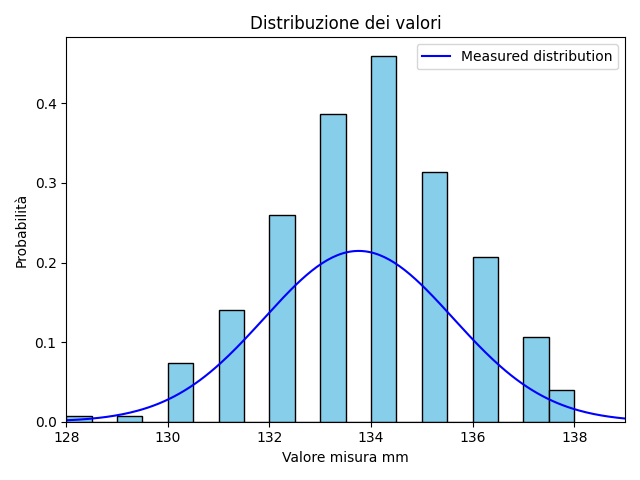 Distribuzione dei valori
Measured distribution
Probabilità
0.4
0.3
0.2
0.1
0.0
128 130 132 134 136 138
Valore misura mm